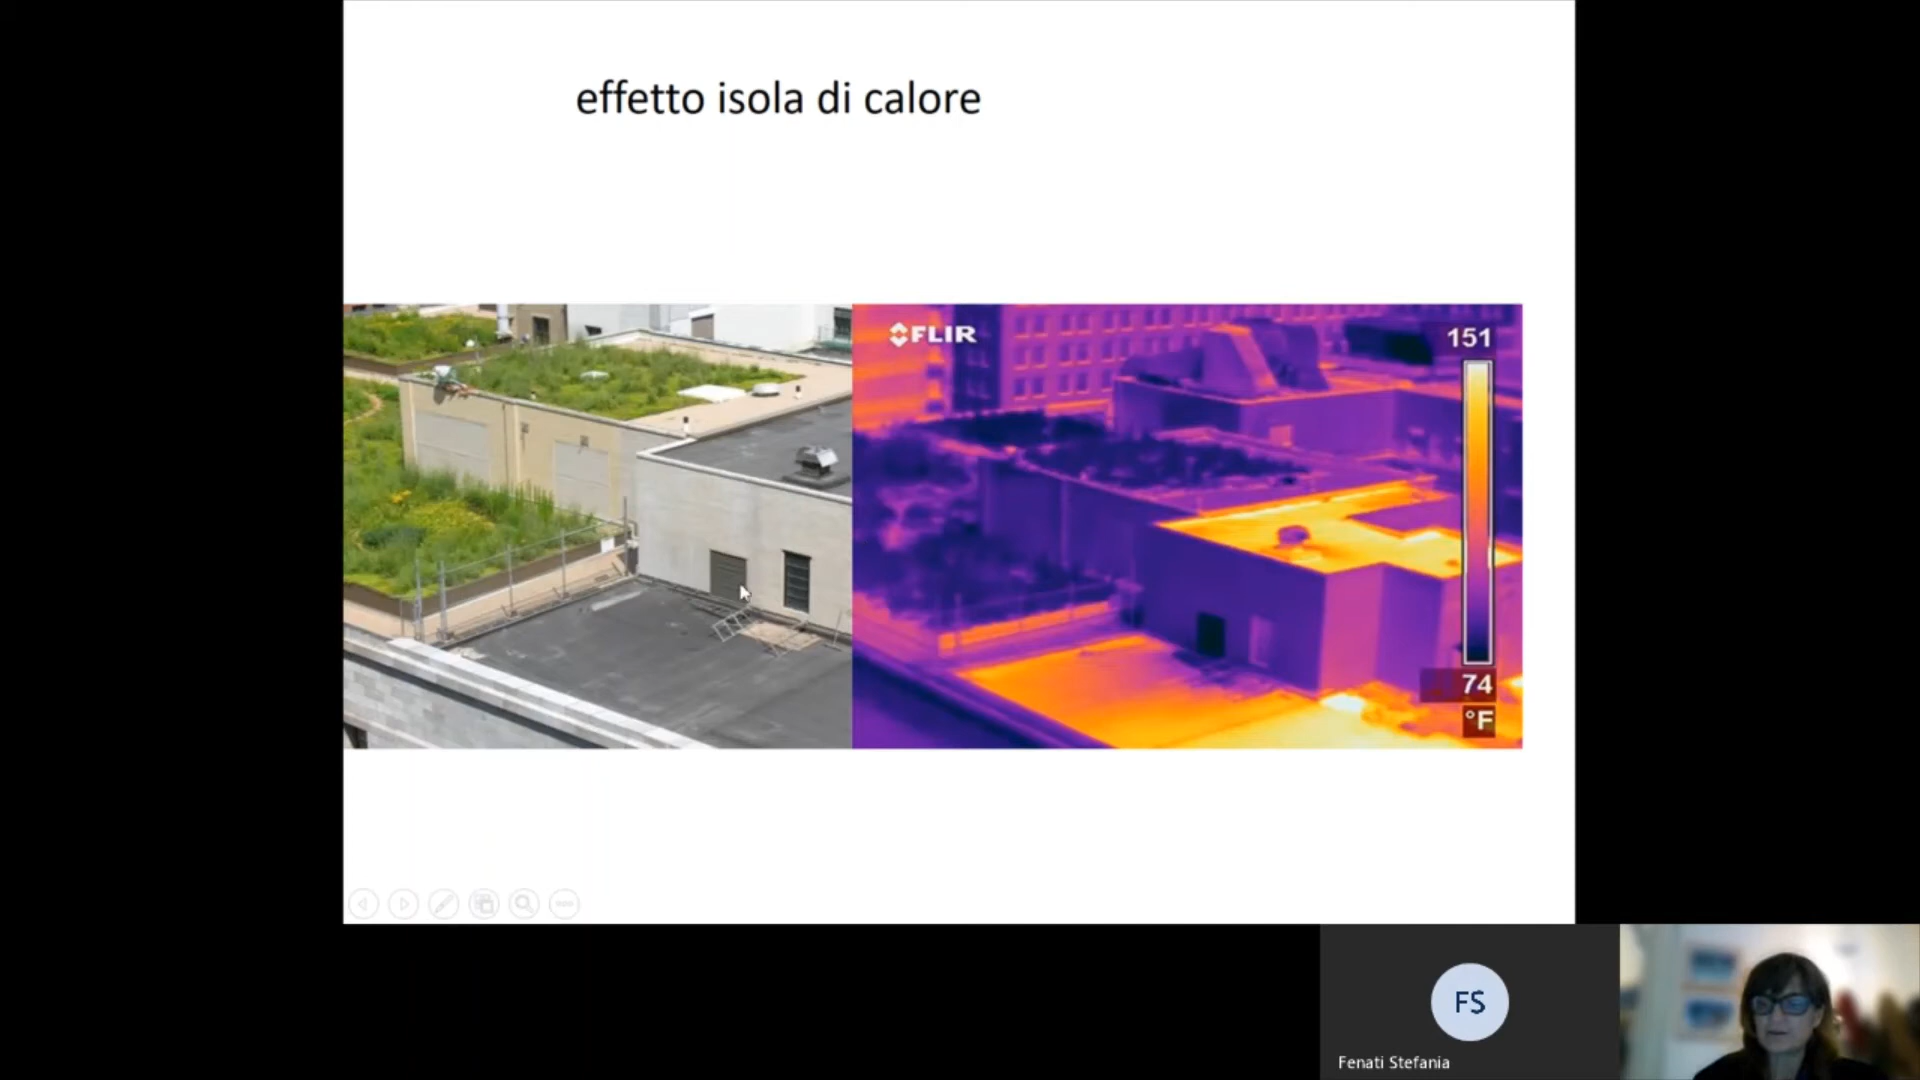 effetto isola di calore
FLIR
151
74
°F
FS
Fenati Stefania